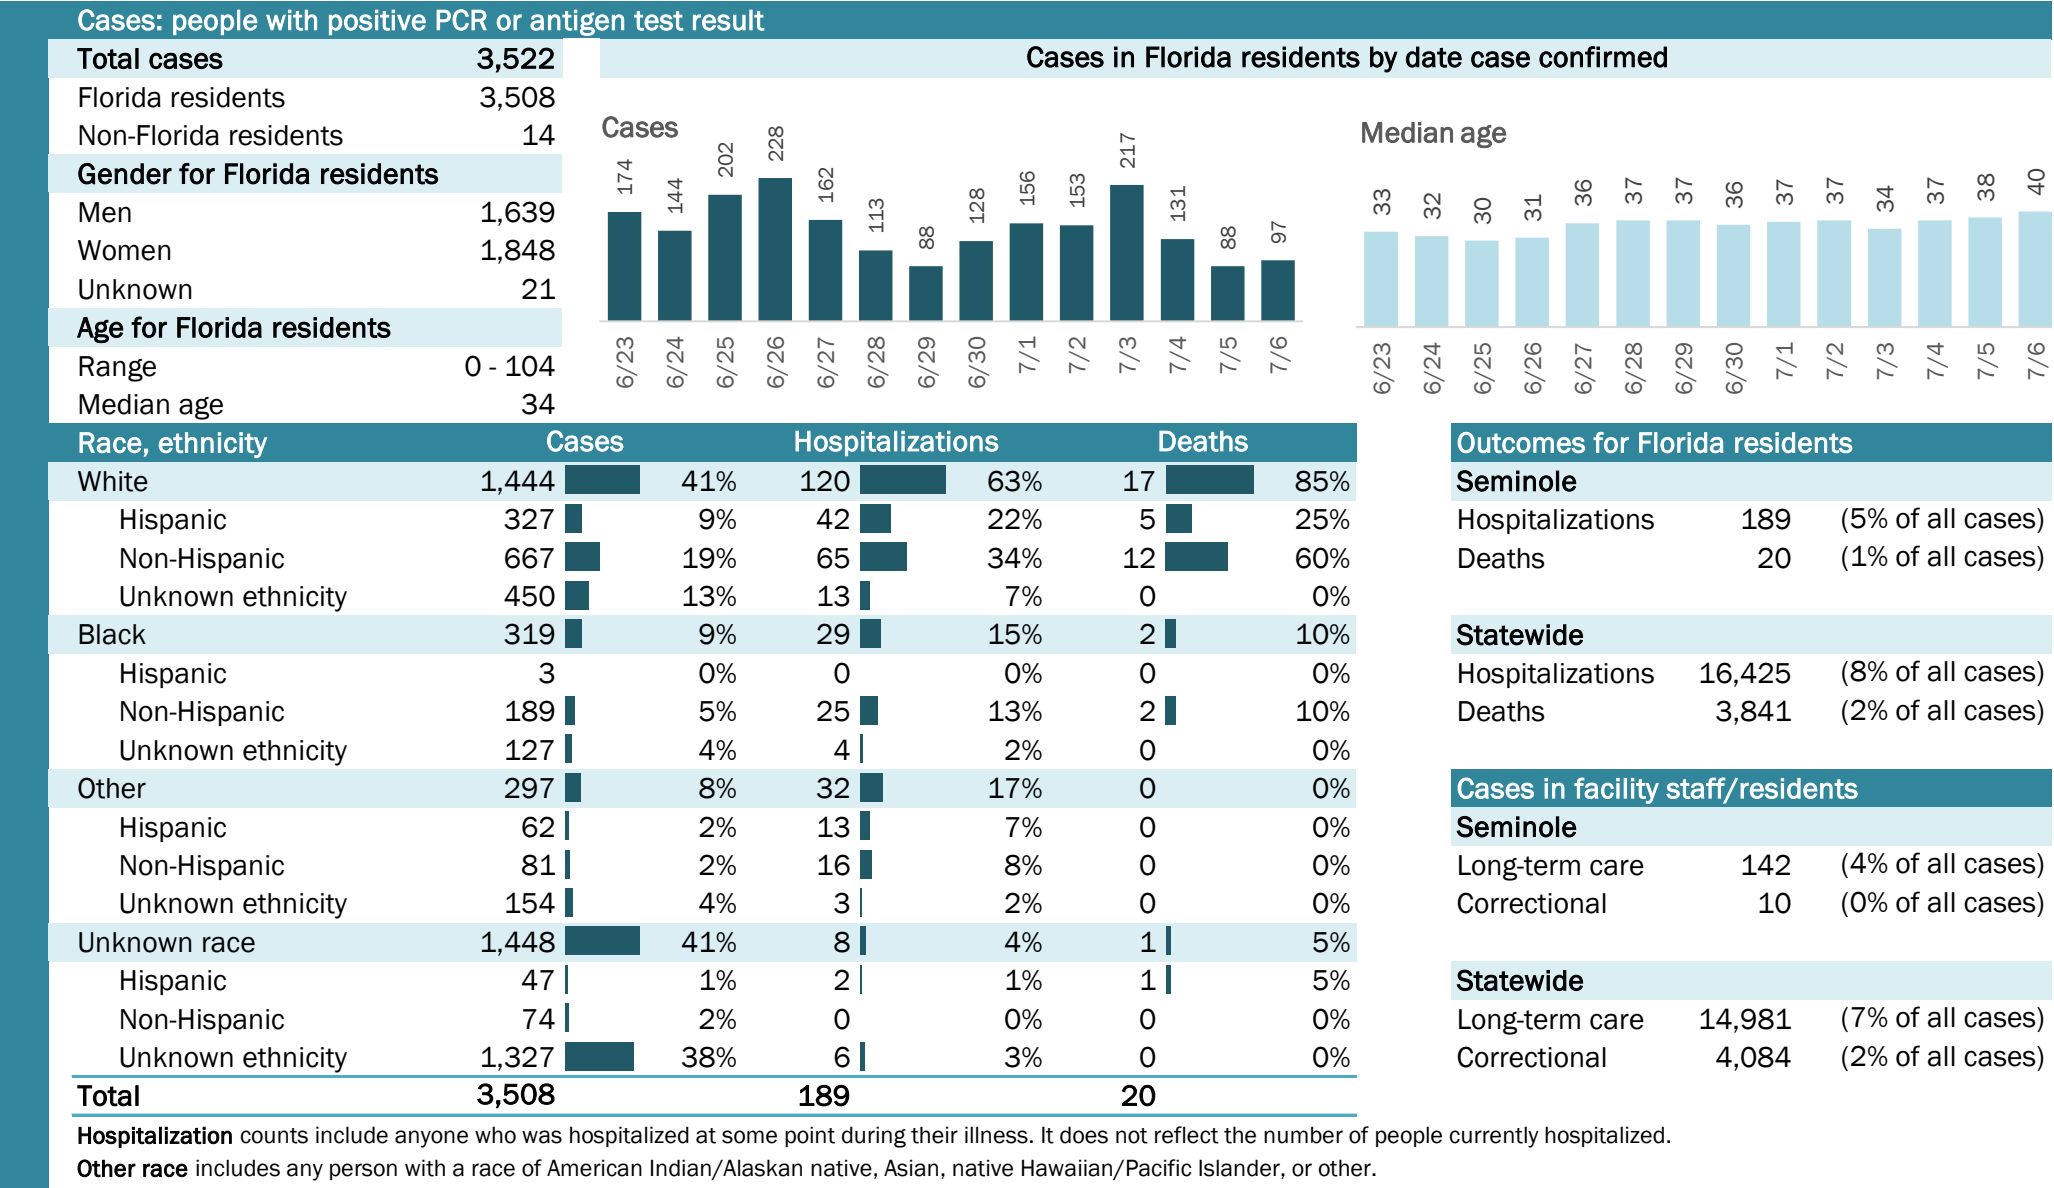 Cases: people with positive PCR or antigen test result
Total cases 3,522
Florida residents 3,508
Non-Florida residents 14
Gender for Florida residents
Men 1,639
Women 1,848
Unknown 21
Age for Florida residents
Range 0 - 104
Median age 34
Cases in Florida residents by date case confirmed
Cases
174 144 202 228 162 113 88 128 156 153 217 131 88 97
6/23 6/24 6/25 6/26 6/27 6/28 6/29 6/30 7/1 7/2 7/3 7/4 7/5 7/6
Median age
33 32 30 31 36 37 37 36 37 37 34 37 38 40
6/23 6/24 6/25 6/26 6/27 6/28 6/29 6/30 7/1 7/2 7/3 7/4 7/5 7/6
Race, ethnicity Cases Hospitalizations Deaths
White 1,444 41% 120 63% 17 85%
Hispanic 327 9% 42 22% 5 25%
Non-Hispanic 667 19% 65 34% 12 60%
Unknown ethnicity 450 13% 13 7% 0 0%
Black 319 9% 29 15% 2 10%
Hispanic 3 0% 0 0% 0 0%
Non-Hispanic 189 5% 25 13% 2 10%
Unknown ethnicity 127 4% 4 2% 0 0%
Other 297 8% 32 17% 0 0%
Hispanic 62 2% 13 7% 0 0%
Non-Hispanic 81 2% 16 8% 0 0%
Unknown ethnicity 154 4% 3 2% 0 0%
Unknown race 1,448 41% 8 4% 1 5%
Hispanic 47 1% 2 1% 1 5%
Non-Hispanic 74 2% 0 0% 0 0%
Unknown ethnicity 1,327 38% 6 3% 0 0%
Total 3,508 189 20
Outcomes for Florida residents
Seminole
Hospitalizations 189 (5% of all cases)
Deaths 20 (1% of all cases)
Statewide
Hospitalizations 16,425 (8% of all cases)
Deaths 3,841 (2% of all cases)
Cases in facility staff/residents
Seminole
Long-term care 142 (4% of all cases)
Correctional 10 (0% of all cases)
Statewide
Long-term care 14,981 (7% of all cases)
Correctional 4,084 (2% of all cases)
Hospitalization counts include anyone who was hospitalized at some point during their illness. It does not reflect the number of people currently hospitalized.
Other race includes any person with a race of American Indian/Alaskan native, Asian, native Hawaiian/Pacific Islander, or other.